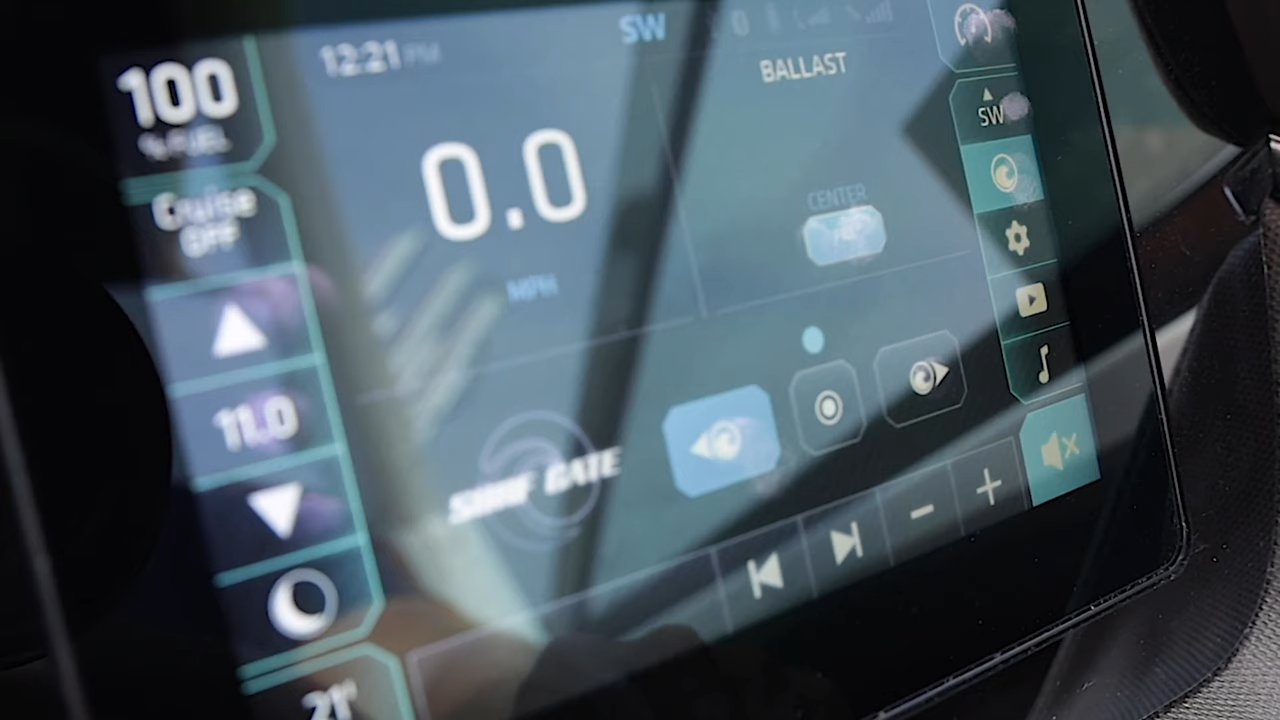 100
% FUEL
Cruise
OFF
11.0
21"
12:21 PM
SW
0.0
MPH
BALLAST
CENTER
SURF GATE
SW